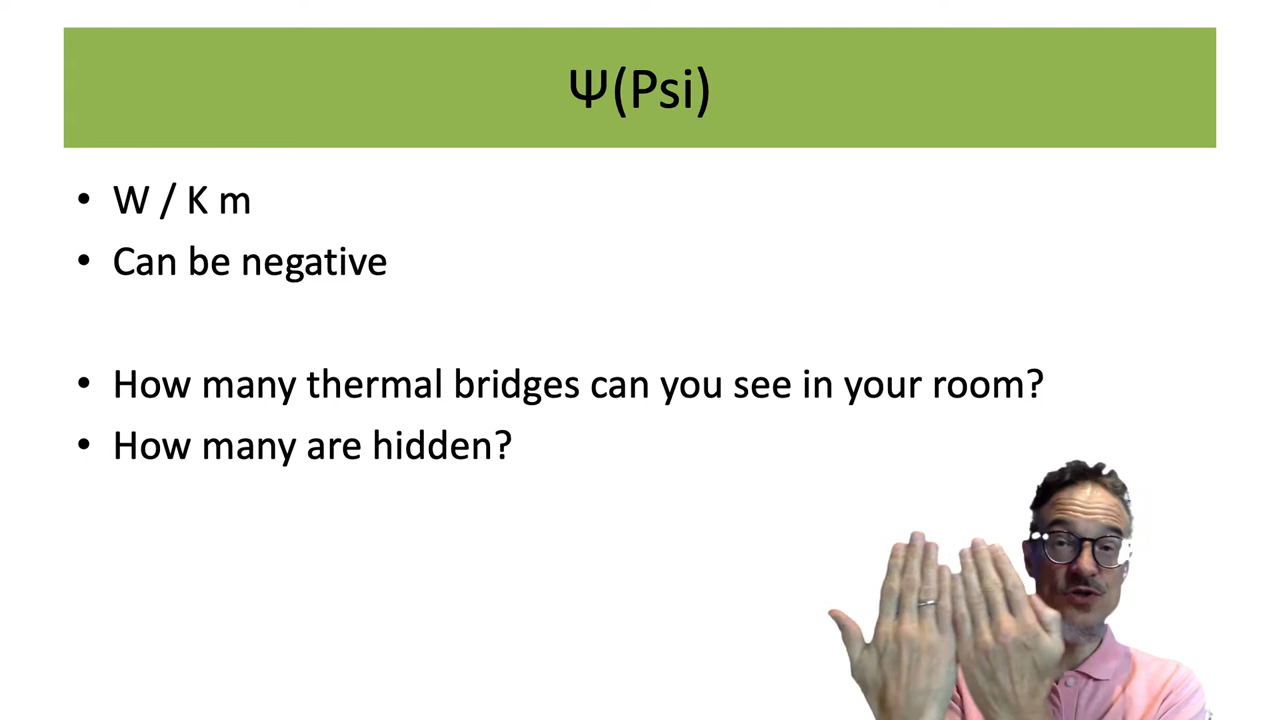 Ψ(Psi)
• W / K m
• Can be negative
• How many thermal bridges can you see in your room?
• How many are hidden?